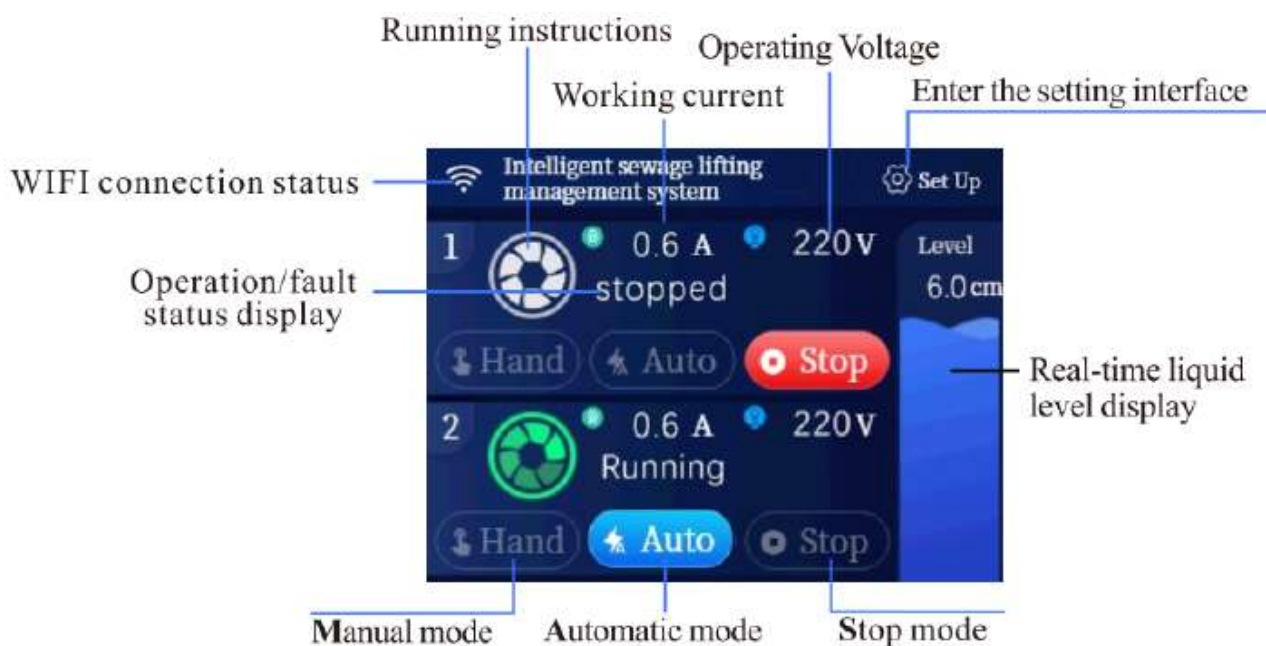 Running instructions
Operating Voltage
Working current
Enter the setting interface
WIFI connection status
Intelligent sewage lifting
management system
Set Up
1
0.6 A
220V
Level
6.0cm
Operation/fault
status display
stopped
Hand
Auto
Stop
Real-time liquid
level display
2
0.6 A
220V
Running
Hand
Auto
Stop
Manual mode
Automatic mode
Stop mode